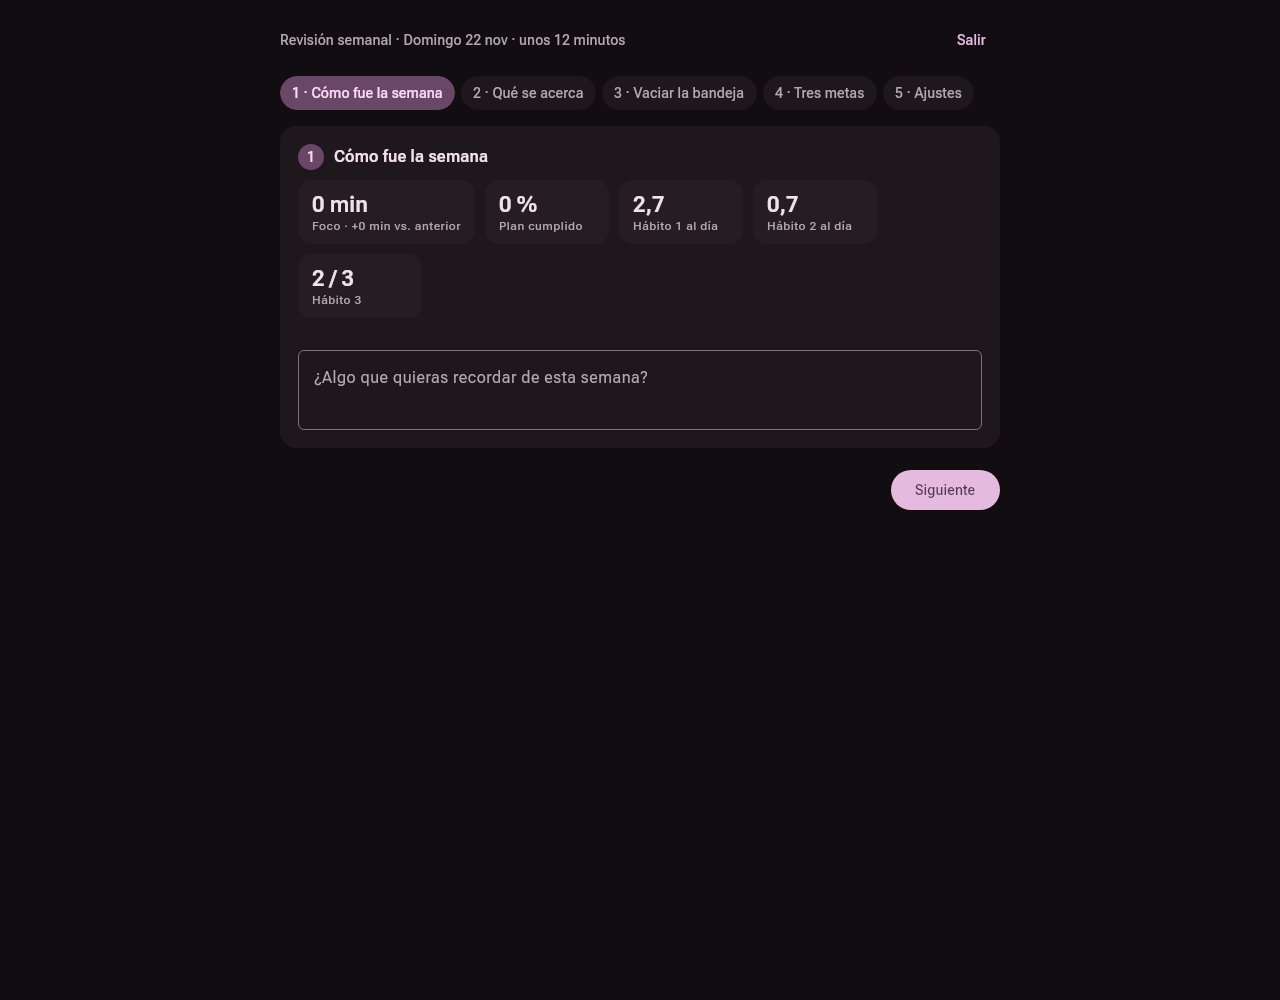 Revisión semanal · Domingo 22 nov · unos 12 minutos
Salir
1 · Cómo fue la semana
2 · Qué se acerca
3 · Vaciar la bandeja
4 · Tres metas
5 · Ajustes
1
Cómo fue la semana
0 min
Foco · +0 min vs. anterior
0 %
Plan cumplido
2,7
Hábito 1 al día
0,7
Hábito 2 al día
2 / 3
Hábito 3
¿Algo que quieras recordar de esta semana?
Siguiente